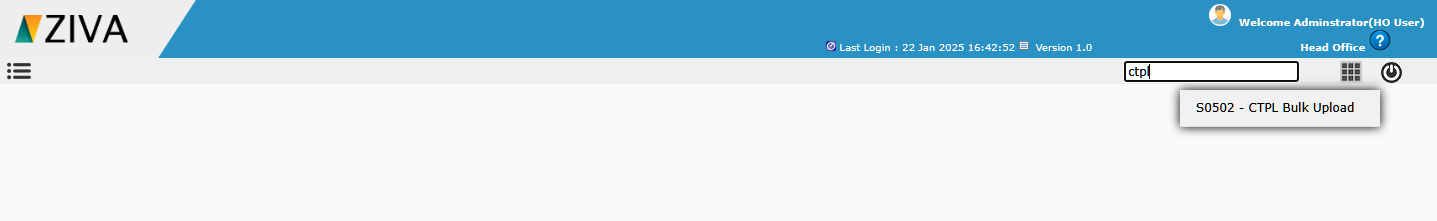 ZIVA
Welcome Adminstrator(HO User)
Last Login : 22 Jan 2025 16:42:52 Version 1.0
Head Office ?
ctpl
S0502 - CTPL Bulk Upload